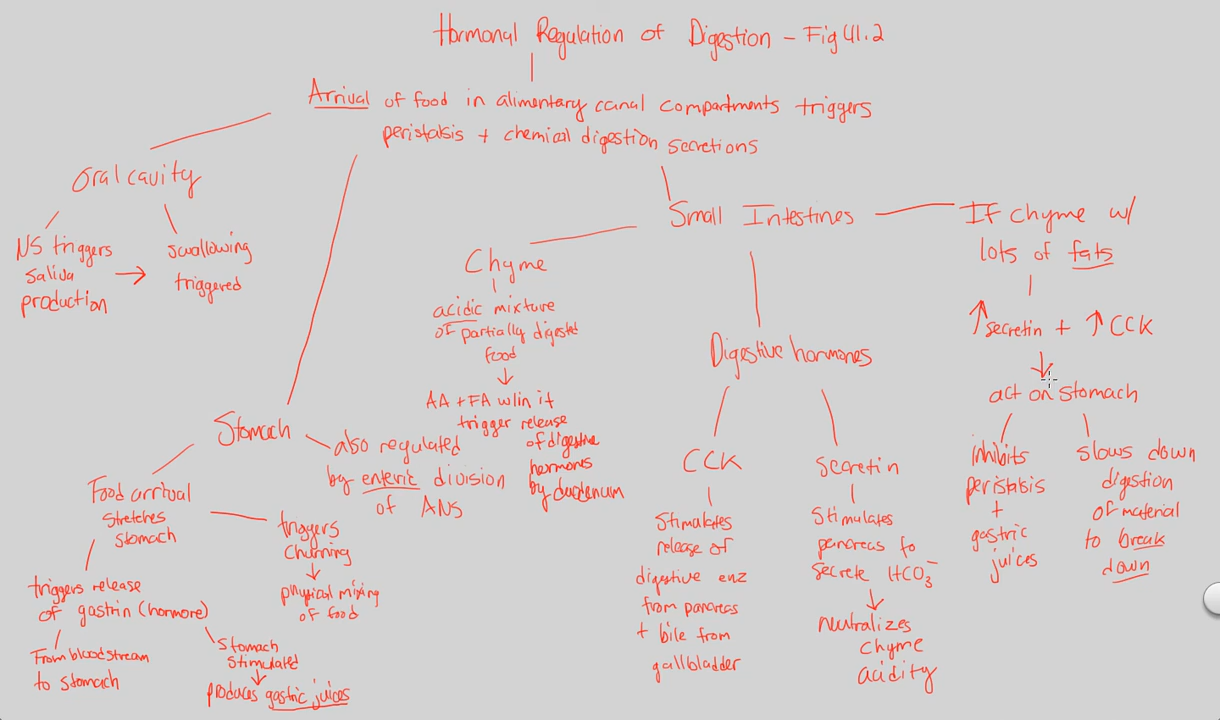 Hormonal Regulation of Digestion - Fig 41.2
Arrival of food in alimentary canal compartments triggers
peristalsis + chemical digestion secretions
Oral cavity
NS triggers
saliva
production
→
swallowing
triggered
Stomach
Food arrival
stretches
stomach
triggers release
of gastrin (hormone)
From bloodstream
to stomach
Stomach
stimulated
↓
produces gastric juices
triggers
churning
↓
physical mixing
of food
also regulated
by enteric division
of ANS
Small Intestines
Chyme
acidic mixture
of partially digested
food
↓
AA + FA w/in it
trigger release
of digestive
hormones
by duodenum
Digestive hormones
CCK
Stimulates
release of
digestive enz
from pancreas
+ bile from
gallbladder
Secretin
Stimulates
pancreas to
secrete HCO₃⁻
↓
Neutralizes
chyme
acidity
If chyme w/
lots of fats
↑ secretin + ↑ CCK
↓
act on stomach
inhibits
peristalsis
+
gastric
juices
slows down
digestion
of material
to break
down